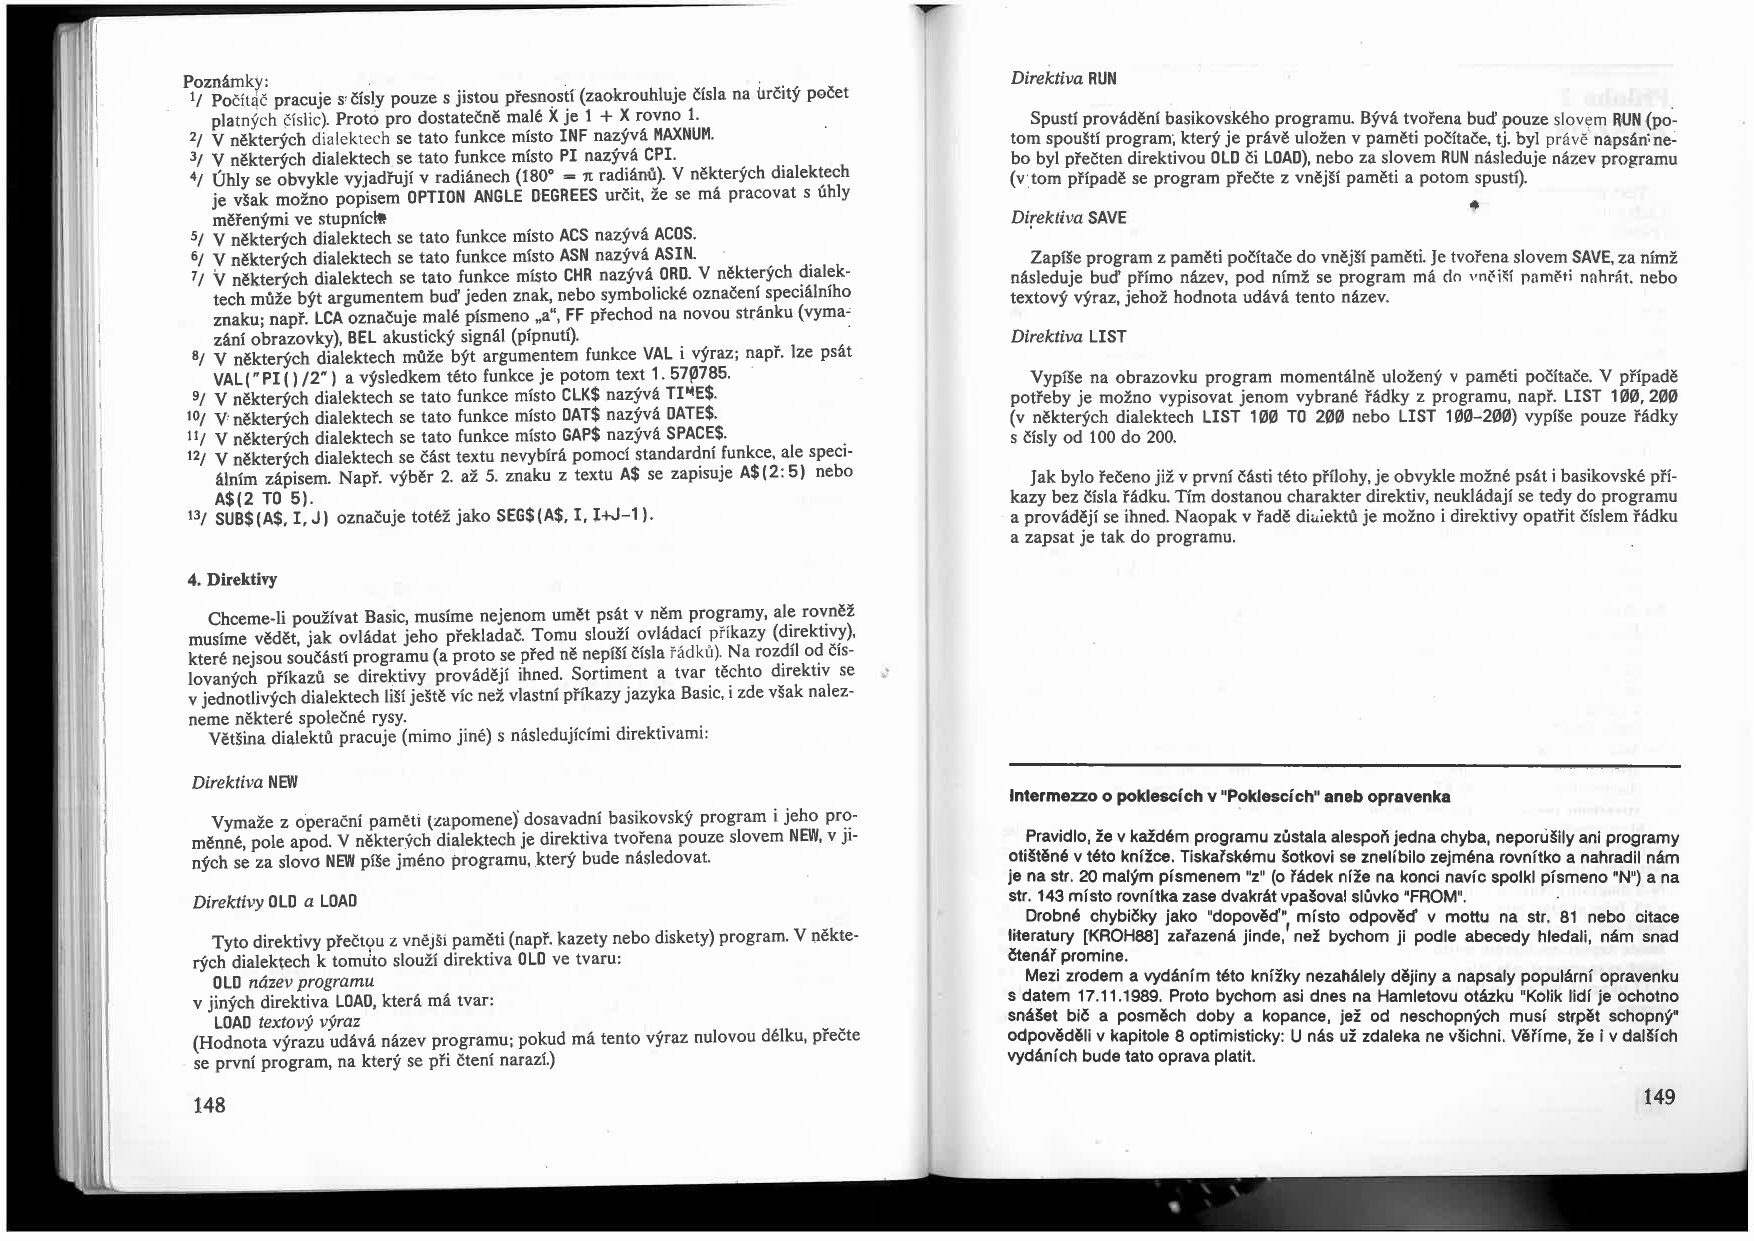 Poznámky:
1/ Počítač pracuje s čísly pouze s jistou přesností (zaokrouhluje čísla na určitý počet
platných číslic). Proto pro dostatečně malé X je 1 + X rovno 1.
2/ V některých dialektech se tato funkce místo INF nazývá MAXNUM.
3/ V některých dialektech se tato funkce místo PI nazývá CPI.
4/ Úhly se obvykle vyjadřují v radiánech (180° = π radiánů). V některých dialektech
je však možno popisem OPTION ANGLE DEGREES určit, že se má pracovat s úhly
měřenými ve stupních
5/ V některých dialektech se tato funkce místo ACS nazývá ACOS.
6/ V některých dialektech se tato funkce místo ASN nazývá ASIN.
7/ V některých dialektech se tato funkce místo CHR nazývá ORD. V některých dialek-
tech může být argumentem buď jeden znak, nebo symbolické označení speciálního
znaku; např. LCA označuje malé písmeno „a“, FF přechod na novou stránku (vyma-
zání obrazovky), BEL akustický signál (pípnutí).
8/ V některých dialektech může být argumentem funkce VAL i výraz; např. lze psát
VAL("PI()/2") a výsledkem této funkce je potom text 1.570785.
9/ V některých dialektech se tato funkce místo CLK$ nazývá TIME$.
10/ V některých dialektech se tato funkce místo DAT$ nazývá DATE$.
11/ V některých dialektech se tato funkce místo GAP$ nazývá SPACE$.
12/ V některých dialektech se část textu nevybírá pomocí standardní funkce, ale speci-
álním zápisem. Např. výběr 2. až 5. znaku z textu A$ se zapisuje A$(2:5) nebo
A$(2 TO 5).
13/ SUB$(A$, I, J) označuje totéž jako SEG$(A$, I, I+J-1).
4. Direktivy
Chceme-li používat Basic, musíme nejenom umět psát v něm programy, ale rovněž
musíme vědět, jak ovládat jeho překladač. Tomu slouží ovládací příkazy (direktivy),
které nejsou součástí programu (a proto se před ně nepíší čísla řádků). Na rozdíl od čís-
lovaných příkazů se direktivy provádějí ihned. Sortiment a tvar těchto direktiv se
v jednotlivých dialektech liší ještě víc než vlastní příkazy jazyka Basic, i zde však nalez-
neme některé společné rysy.
Většina dialektů pracuje (mimo jiné) s následujícími direktivami:
Direktiva NEW
Vymaže z operační paměti (zapomene) dosavadní basikovský program i jeho pro-
měnné, pole apod. V některých dialektech je direktiva tvořena pouze slovem NEW, v ji-
ných se za slovo NEW píše jméno programu, který bude následovat.
Direktivy OLD a LOAD
Tyto direktivy přečtou z vnější paměti (např. kazety nebo diskety) program. V někte-
rých dialektech k tomuto slouží direktiva OLD ve tvaru:
OLD název programu
v jiných direktiva LOAD, která má tvar:
LOAD textový výraz
(Hodnota výrazu udává název programu; pokud má tento výraz nulovou délku, přečte
se první program, na který se při čtení narazí.)
148
Direktiva RUN
Spustí provádění basikovského programu. Bývá tvořena buď pouze slovem RUN (po-
tom spouští program, který je právě uložen v paměti počítače, tj. byl právě napsán ne-
bo byl přečten direktivou OLD či LOAD), nebo za slovem RUN následuje název programu
(v tom případě se program přečte z vnější paměti a potom spustí).
Direktiva SAVE
Zapíše program z paměti počítače do vnější paměti. Je tvořena slovem SAVE, za nímž
následuje buď přímo název, pod nímž se program má do vnější paměti nahrát, nebo
textový výraz, jehož hodnota udává tento název.
Direktiva LIST
Vypíše na obrazovku program momentálně uložený v paměti počítače. V případě
potřeby je možno vypisovat jenom vybrané řádky z programu, např. LIST 100, 200
(v některých dialektech LIST 100 TO 200 nebo LIST 100-200) vypíše pouze řádky
s čísly od 100 do 200.
Jak bylo řečeno již v první části této přílohy, je obvykle možné psát i basikovské pří-
kazy bez čísla řádku. Tím dostanou charakter direktiv, neukládají se tedy do programu
a provádějí se ihned. Naopak v řadě dialektů je možno i direktivy opatřit číslem řádku
a zapsat je tak do programu.
Intermezzo o poklescích v "Poklescích" aneb opravenka
Pravidlo, že v každém programu zůstala alespoň jedna chyba, neporušily ani programy
otištěné v této knížce. Tiskařskému šotkovi se znelíbilo zejména rovnítko a nahradil nám
je na str. 20 malým písmenem "z" (o řádek níže na konci navíc spolkl písmeno "N") a na
str. 143 místo rovnítka zase dvakrát vpašoval slůvko "FROM".
Drobné chybičky jako "dopověď" místo odpověď v mottu na str. 81 nebo citace
literatury [KROH88] zařazená jinde, než bychom ji podle abecedy hledali, nám snad
čtenář promine.
Mezi zrodem a vydáním této knížky nezahálely dějiny a napsaly populární opravenku
s datem 17.11.1989. Proto bychom asi dnes na Hamletovu otázku "Kolik lidí je ochotno
snášet bič a posměch doby a kopance, jež od neschopných musí strpět schopný"
odpověděli v kapitole 8 optimisticky: U nás už zdaleka ne všichni. Věříme, že i v dalších
vydáních bude tato oprava platit.
149